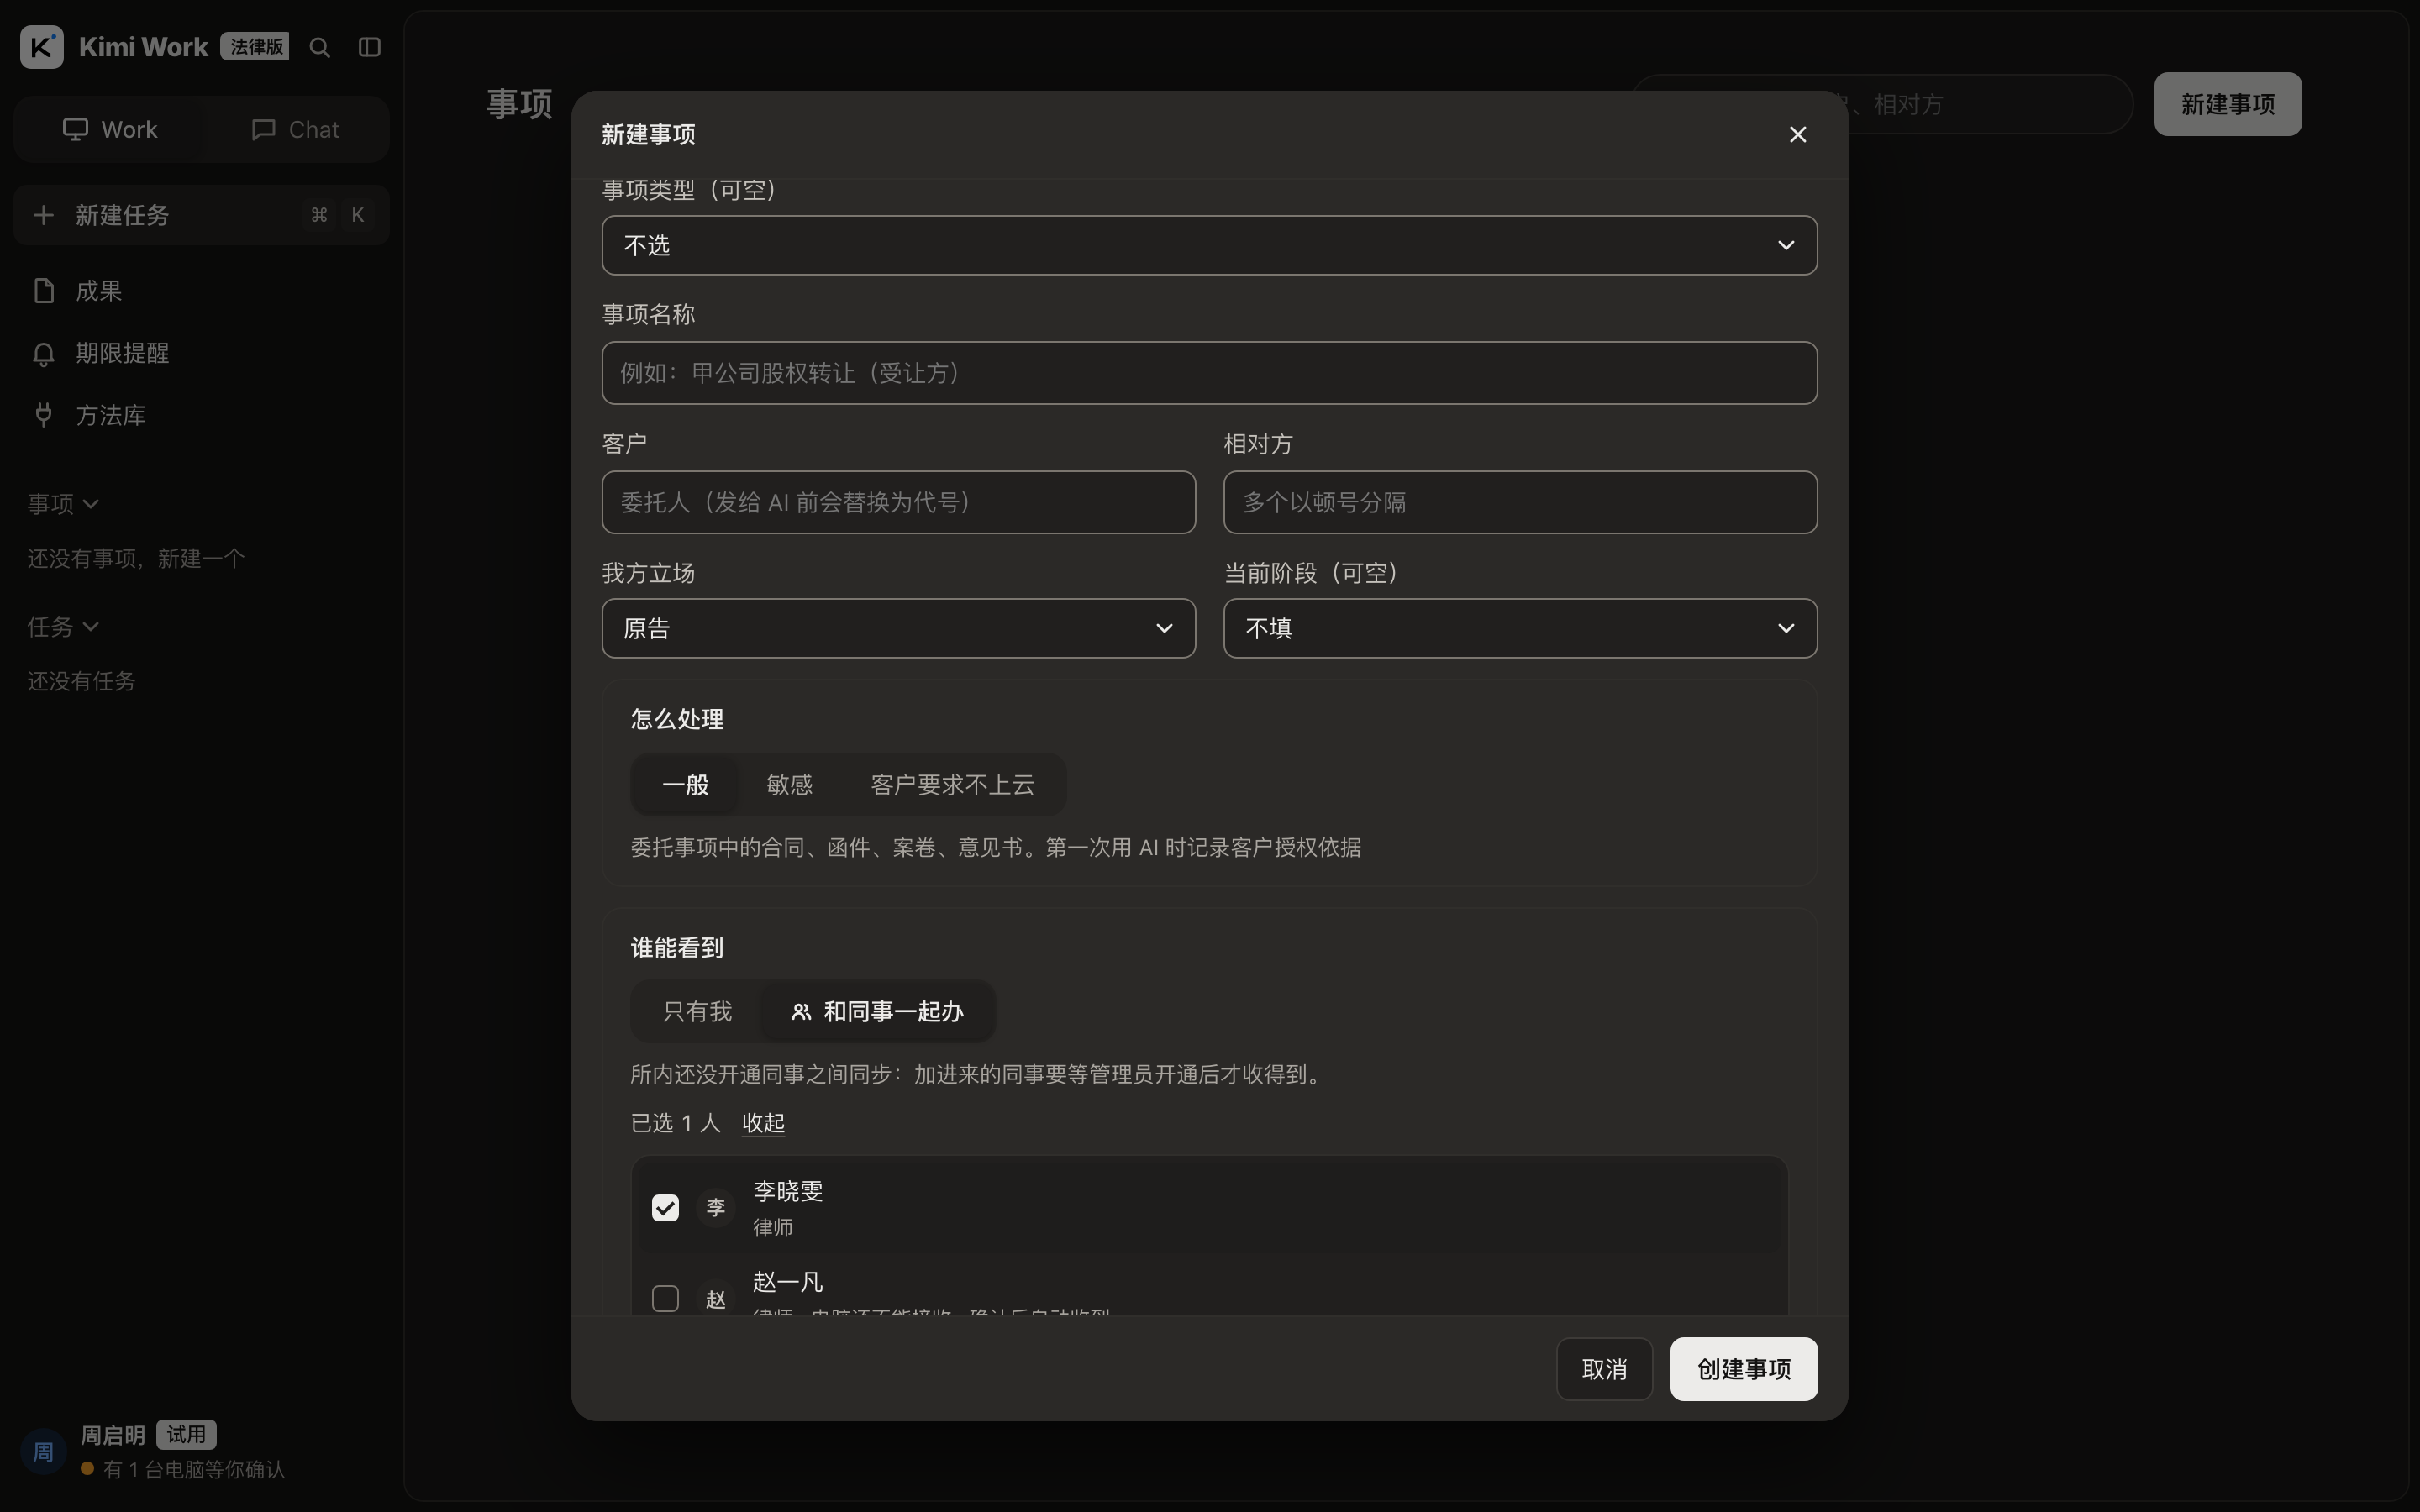 Kimi Work 法律版
Work
Chat
新建任务 ⌘ K
成果
期限提醒
方法库
事项
还没有事项，新建一个
任务
还没有任务
周 周启明 试用
有 1 台电脑等你确认
事项
、相对方
新建事项
新建事项
事项类型（可空）
不选
事项名称
例如：甲公司股权转让（受让方）
客户
委托人（发给 AI 前会替换为代号）
相对方
多个以顿号分隔
我方立场
原告
当前阶段（可空）
不填
怎么处理
一般 敏感 客户要求不上云
委托事项中的合同、函件、案卷、意见书。第一次用 AI 时记录客户授权依据
谁能看到
只有我 和同事一起办
所内还没开通同事之间同步：加进来的同事要等管理员开通后才收得到。
已选 1 人 收起
李 李晓雯
律师
赵 赵一凡
取消
创建事项